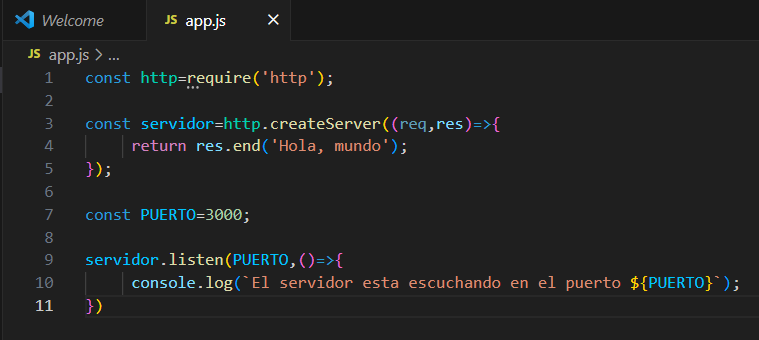 Welcome
JS app.js ×
JS app.js > ...
1 const http=require('http');
2
3 const servidor=http.createServer((req,res)=>{
4 return res.end('Hola, mundo');
5 });
6
7 const PUERTO=3000;
8
9 servidor.listen(PUERTO,()=>{
10 console.log(`El servidor esta escuchando en el puerto ${PUERTO}`);
11 })